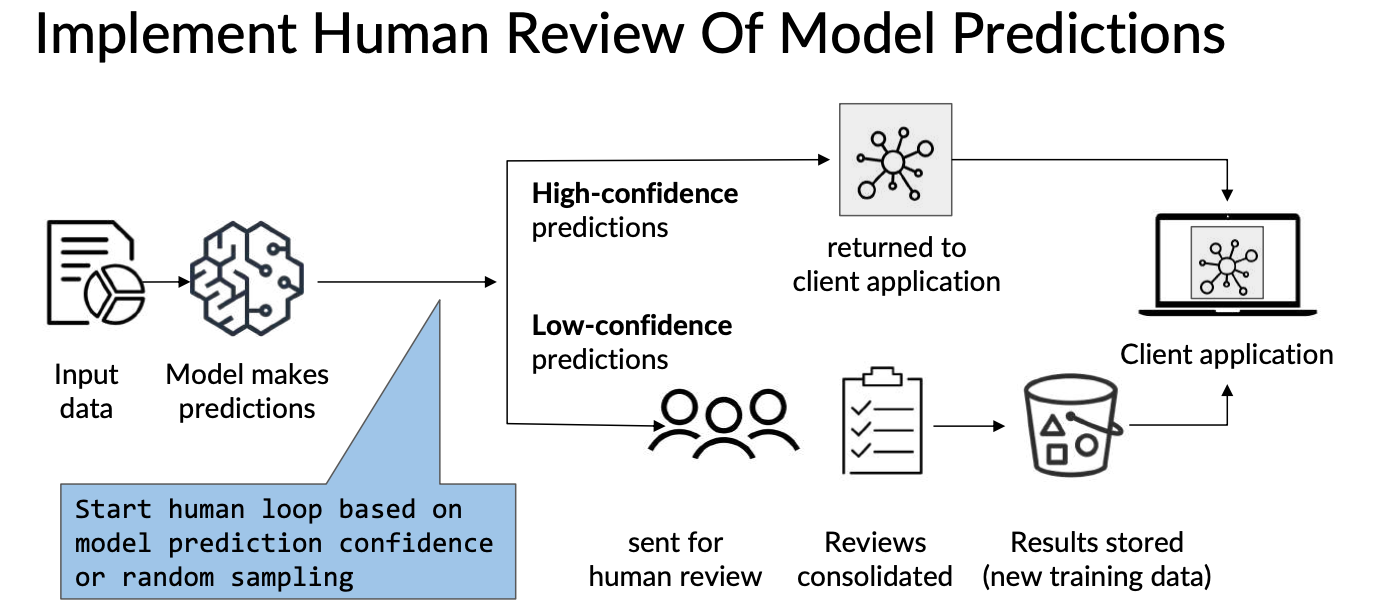 Implement Human Review Of Model Predictions
High-confidence
predictions
returned to
client application
Low-confidence
predictions
Client application
Input
data
Model makes
predictions
Start human loop based on
model prediction confidence
or random sampling
sent for
human review
Reviews
consolidated
Results stored
(new training data)